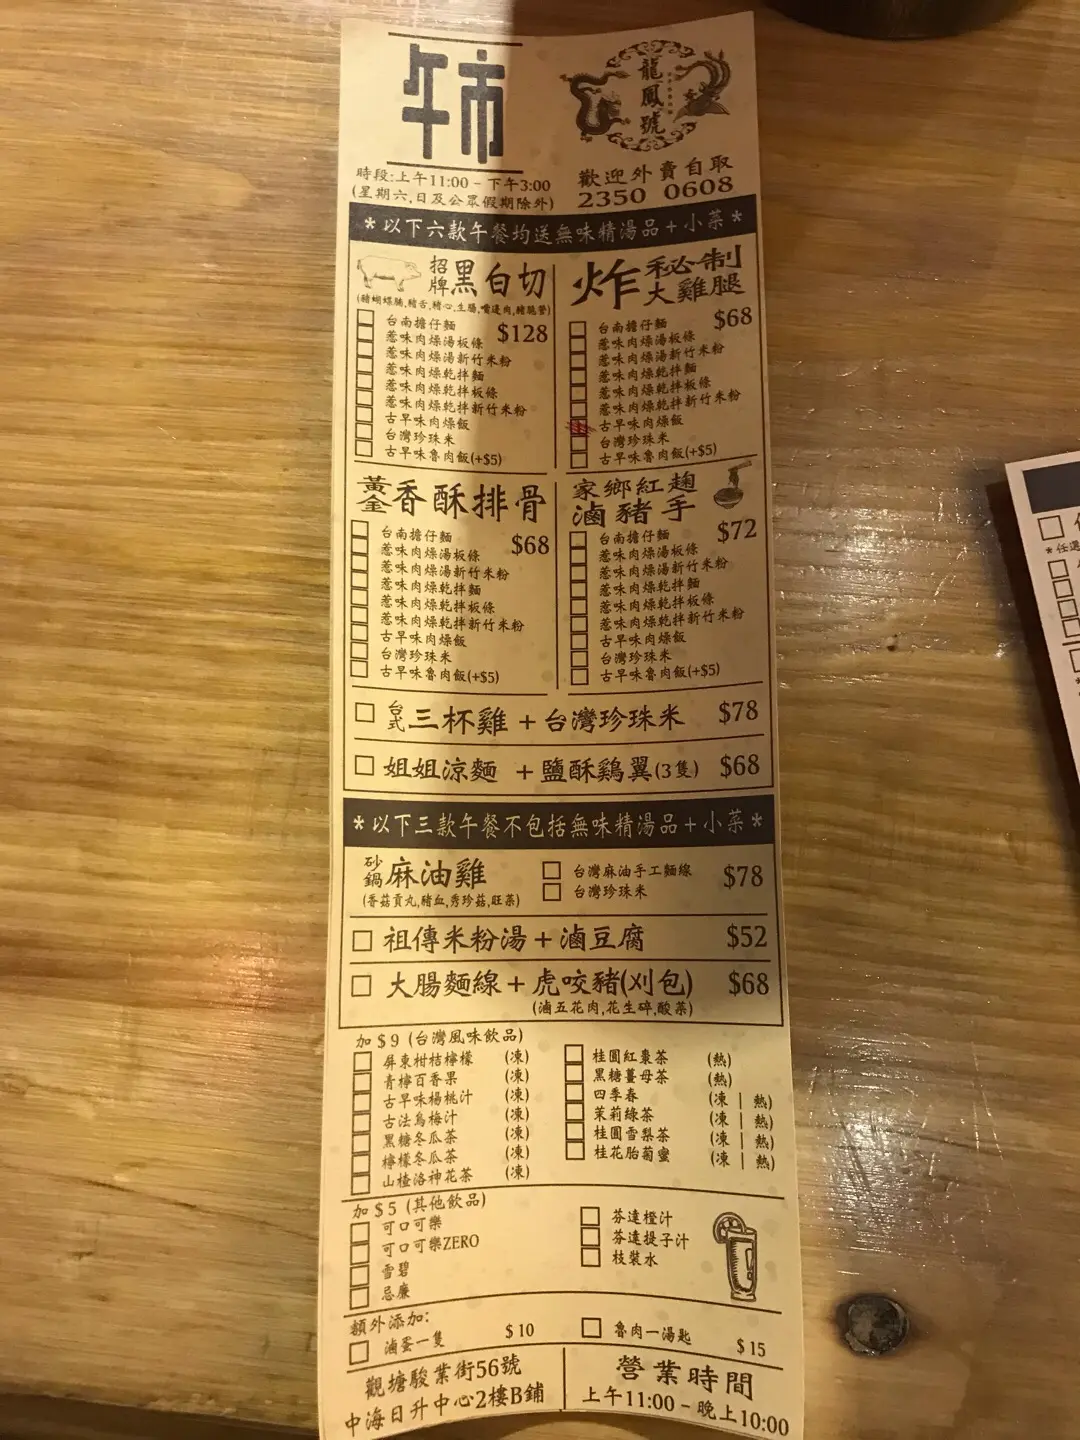 午市
龍鳳號
時段:上午11:00 - 下午3:00
(星期六,日及公眾假期除外)
歡迎外賣自取
2350 0608
*以下六款午餐均送無味精湯品+小菜*
招牌黑白切
(豬蝴蝶腩,豬舌,豬心,生腸,嘴邊肉,豬脆管)
$128
台南擔仔麵
惹味肉燥湯板條
惹味肉燥湯新竹米粉
惹味肉燥乾拌麵
惹味肉燥乾拌板條
惹味肉燥乾拌新竹米粉
古早味肉燥飯
台灣珍珠米
古早味魯肉飯(+$5)
炸秘制大雞腿
$68
台南擔仔麵
惹味肉燥湯板條
惹味肉燥湯新竹米粉
惹味肉燥乾拌麵
惹味肉燥乾拌板條
惹味肉燥乾拌新竹米粉
古早味肉燥飯
台灣珍珠米
古早味魯肉飯(+$5)
黃金香酥排骨
$68
台南擔仔麵
惹味肉燥湯板條
惹味肉燥湯新竹米粉
惹味肉燥乾拌麵
惹味肉燥乾拌板條
惹味肉燥乾拌新竹米粉
古早味肉燥飯
台灣珍珠米
古早味魯肉飯(+$5)
家鄉紅麴
滷豬手
$72
台南擔仔麵
惹味肉燥湯板條
惹味肉燥湯新竹米粉
惹味肉燥乾拌麵
惹味肉燥乾拌板條
惹味肉燥乾拌新竹米粉
古早味肉燥飯
台灣珍珠米
古早味魯肉飯(+$5)
台式三杯雞+台灣珍珠米 $78
姐姐涼麵 +鹽酥鷄翼(3隻) $68
*以下三款午餐不包括無味精湯品+小菜*
砂鍋麻油雞
(香菇貢丸,豬血,秀珍菇,旺菜)
台灣麻油手工麵線
台灣珍珠米
$78
祖傳米粉湯+滷豆腐 $52
大腸麵線+虎咬豬(刈包) $68
(滷五花肉,花生碎,酸菜)
加$9 (台灣風味飲品)
屏東柑桔檸檬 (凍)
青檸百香果 (凍)
古早味楊桃汁 (凍)
古法烏梅汁 (凍)
黑糖冬瓜茶 (凍)
檸檬冬瓜茶 (凍)
山楂洛神花茶 (凍)
桂圓紅棗茶 (熱)
黑糖薑母茶 (熱)
四季春 (凍 | 熱)
茉莉綠茶 (凍 | 熱)
桂圓雪梨茶 (凍 | 熱)
桂花胎菊蜜 (凍 | 熱)
加$5 (其他飲品)
可口可樂
可口可樂ZERO
雪碧
忌廉
芬達橙汁
芬達提子汁
枝裝水
額外添加:
滷蛋一隻 $10
魯肉一湯匙 $15
觀塘駿業街56號
中海日升中心2樓B鋪
營業時間
上午11:00 - 晚上10:00
*任選